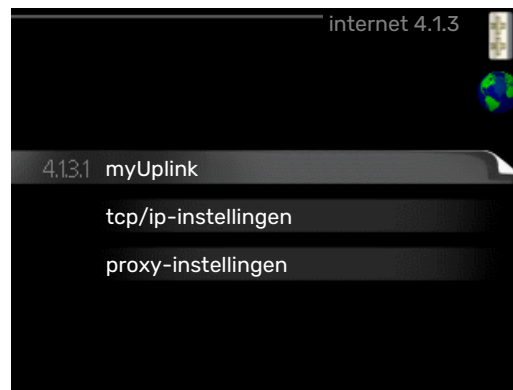 internet 4.1.3
4.1.3.1 myUplink
tcp/ip-instellingen
proxy-instellingen